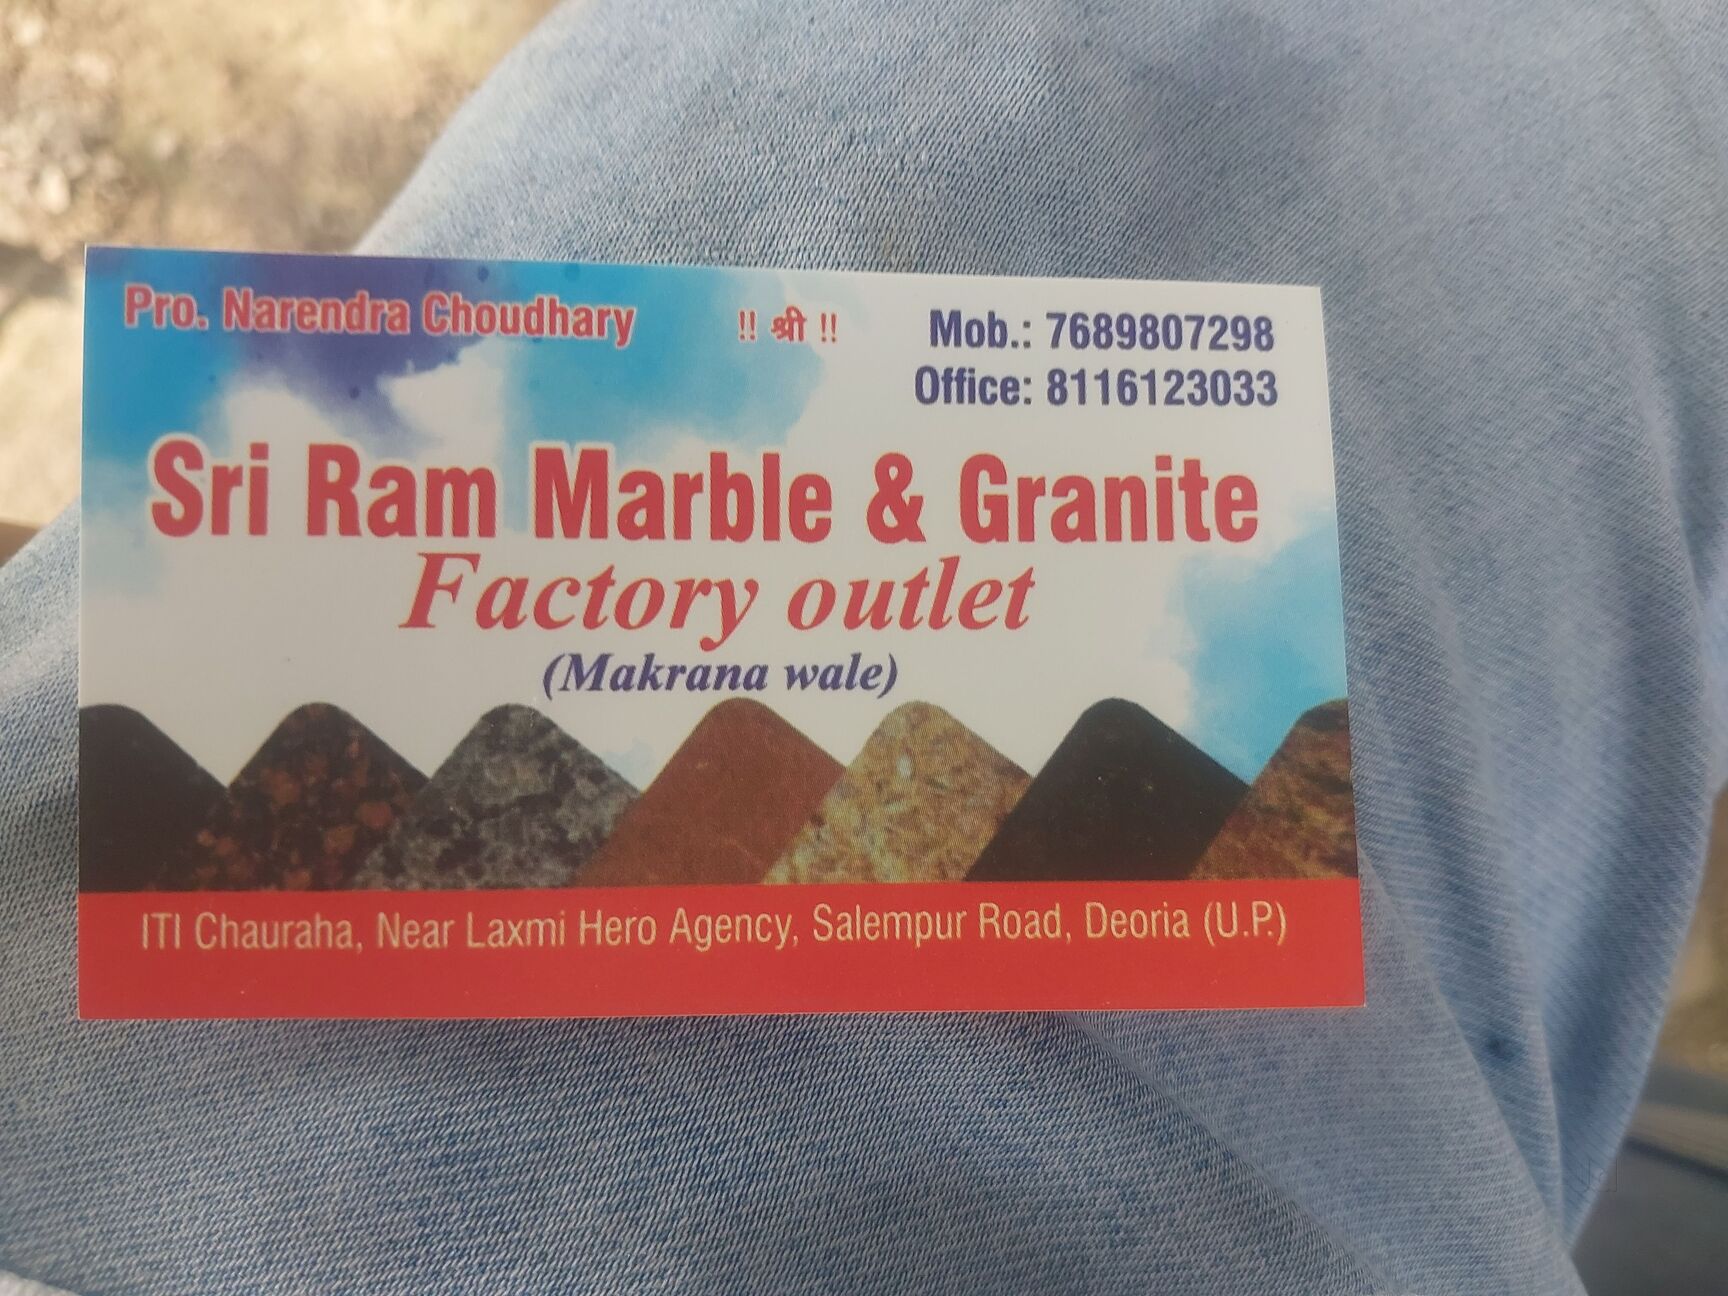 Pro. Narendra Choudhary
!! श्री !!
Mob.: 7689807298
Office: 8116123033
Sri Ram Marble & Granite
Factory outlet
(Makrana wale)
ITI Chauraha, Near Laxmi Hero Agency, Salempur Road, Deoria (U.P.)